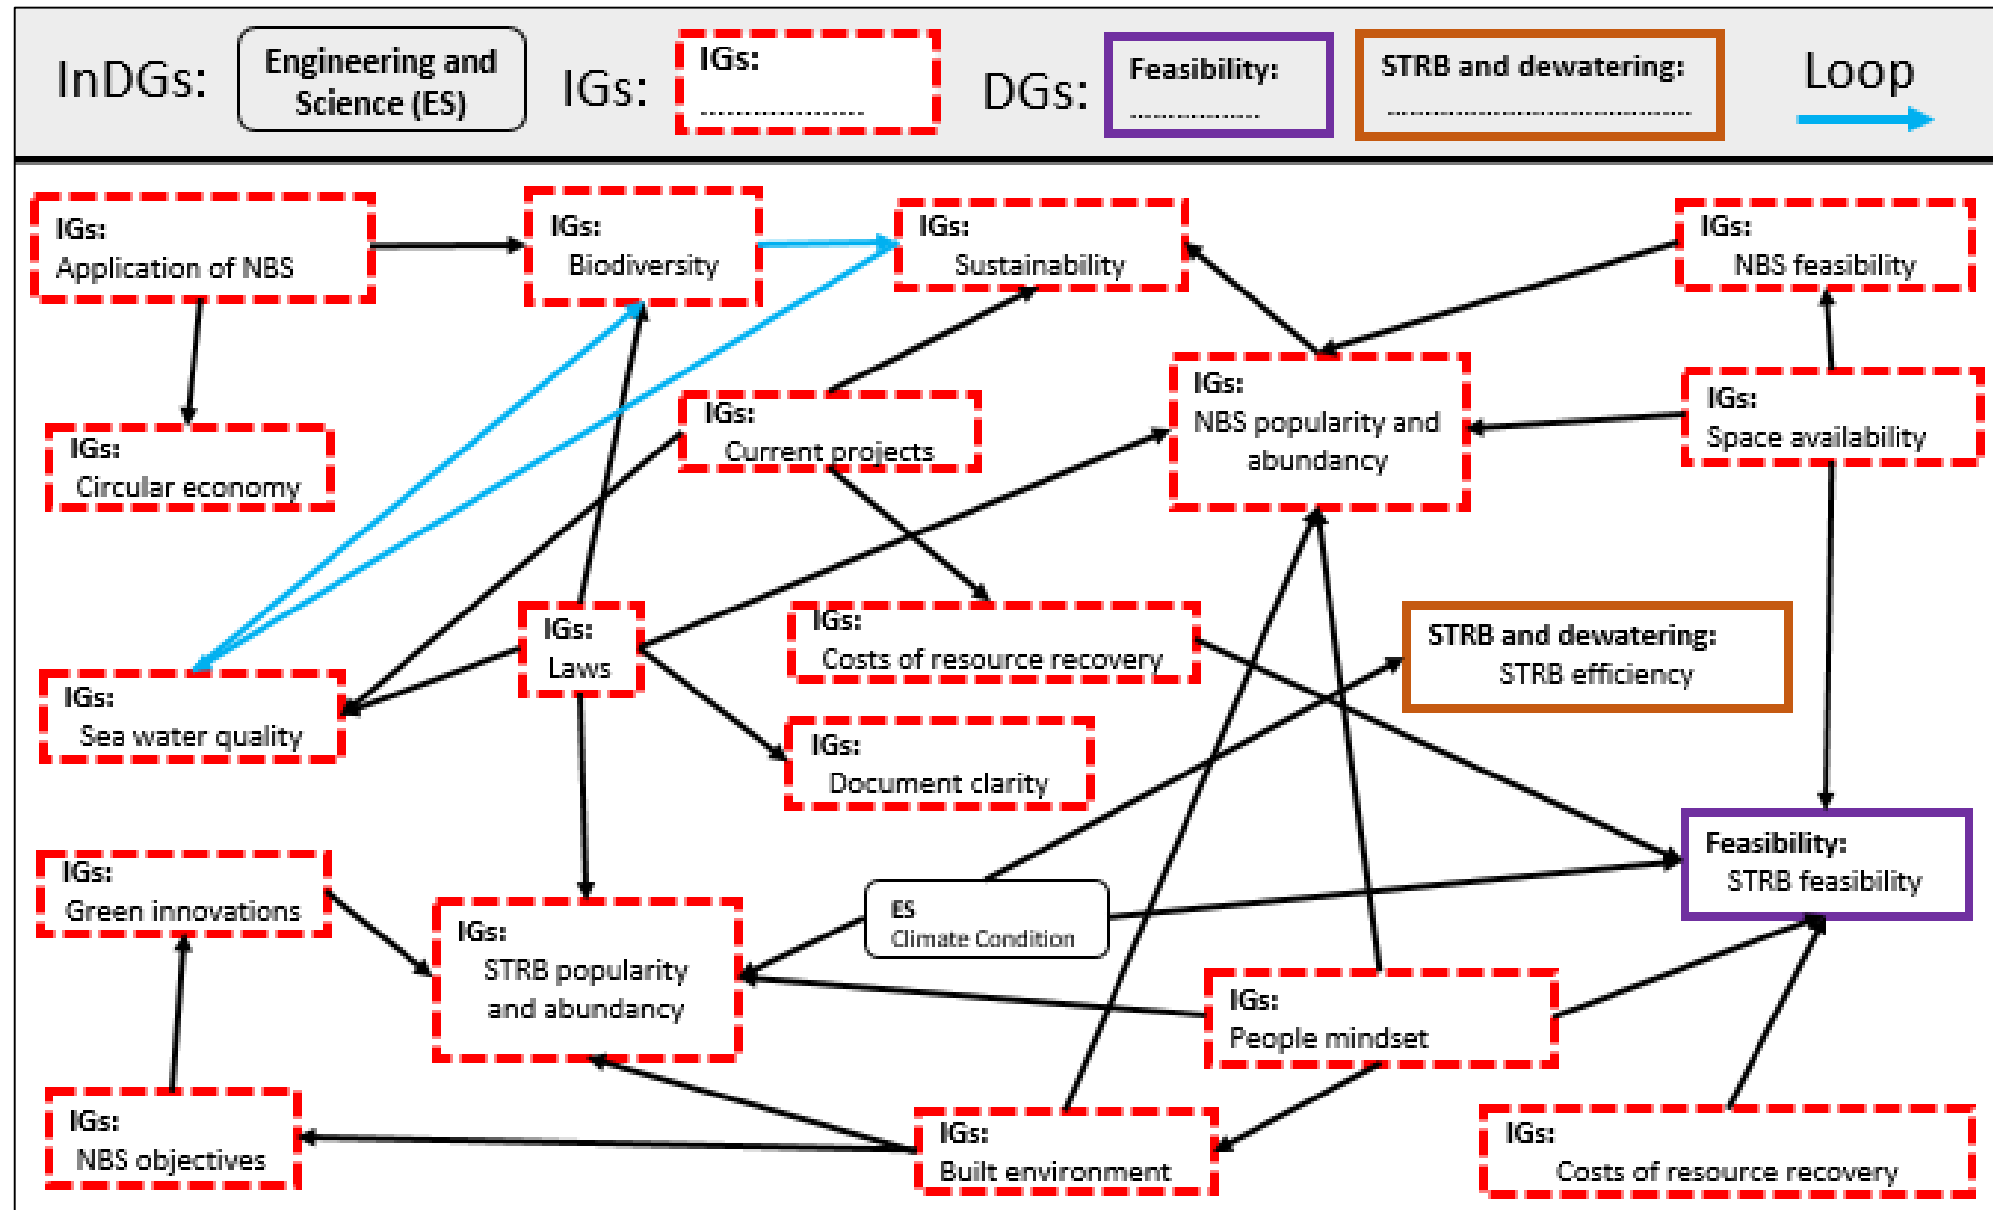 InDGs:
Engineering and
Science (ES)
IGs:
IGs:
....................
DGs:
Feasibility:
................
STRB and dewatering:
......................................
Loop
IGs:
Application of NBS
IGs:
Biodiversity
IGs:
Sustainability
IGs:
NBS feasibility
IGs:
Circular economy
IGs:
Current projects
IGs:
NBS popularity and
abundancy
IGs:
Space availability
IGs:
Sea water quality
IGs:
Laws
IGs:
Costs of resource recovery
STRB and dewatering:
STRB efficiency
IGs:
Document clarity
IGs:
Green innovations
IGs:
STRB popularity
and abundancy
ES
Climate Condition
Feasibility:
STRB feasibility
IGs:
People mindset
IGs:
NBS objectives
IGs:
Built environment
IGs:
Costs of resource recovery